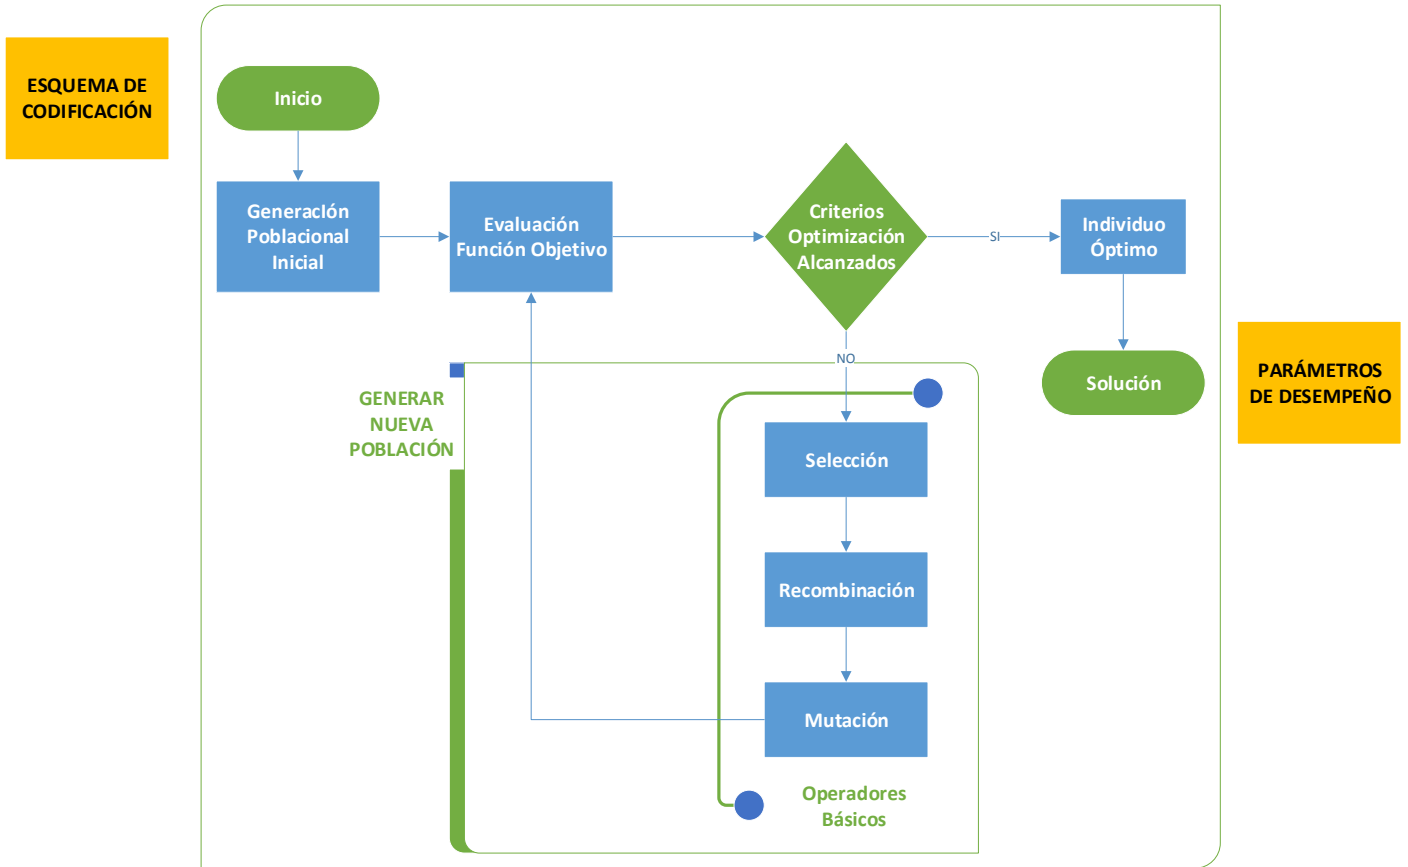 ESQUEMA DE
CODIFICACIÓN
Inicio
GeneracIón
Poblacional
Inicial
Evaluación
Función Objetivo
Criterios
Optimización
Alcanzados
SI
Individuo
Óptimo
NO
Solución
PARÁMETROS
DE DESEMPEÑO
GENERAR
NUEVA
POBLACIÓN
Selección
Recombinación
Mutación
Operadores
Básicos